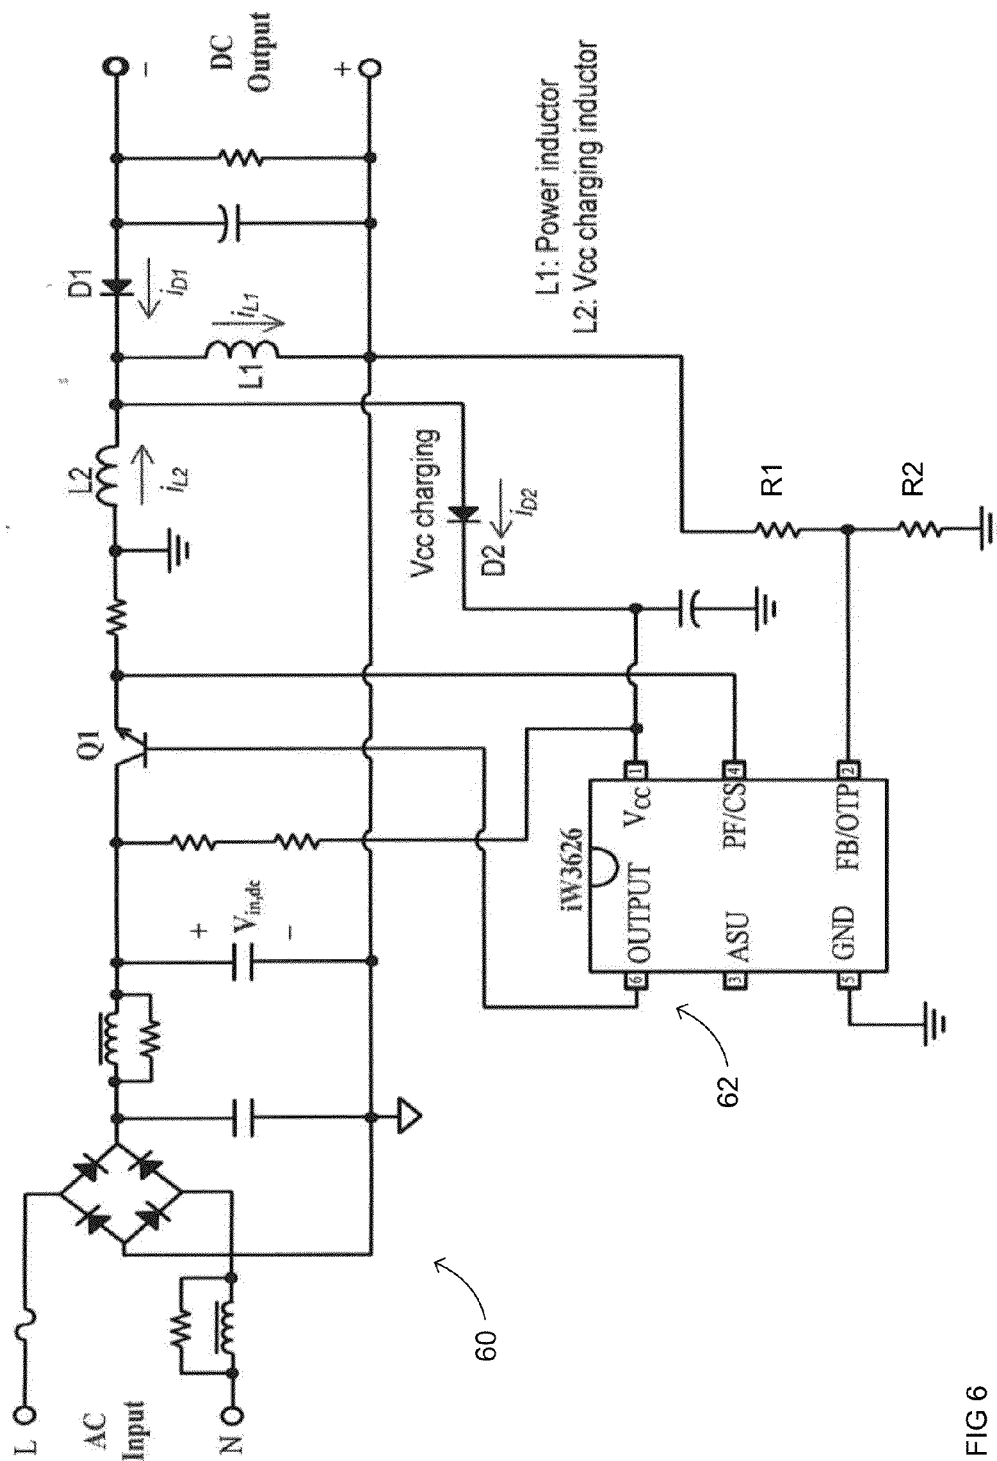 L
AC
Input
N
60
Q1
L2
iL2
D1
iD1
iL1
L1
−
DC
Output
+
+
Vin,dc
−
Vcc charging
D2
iD2
L1: Power inductor
L2: Vcc charging inductor
iW3626
6
OUTPUT
VCC
1
3
ASU
PF/CS
4
5
GND
FB/OTP
2
62
R1
R2
FIG 6